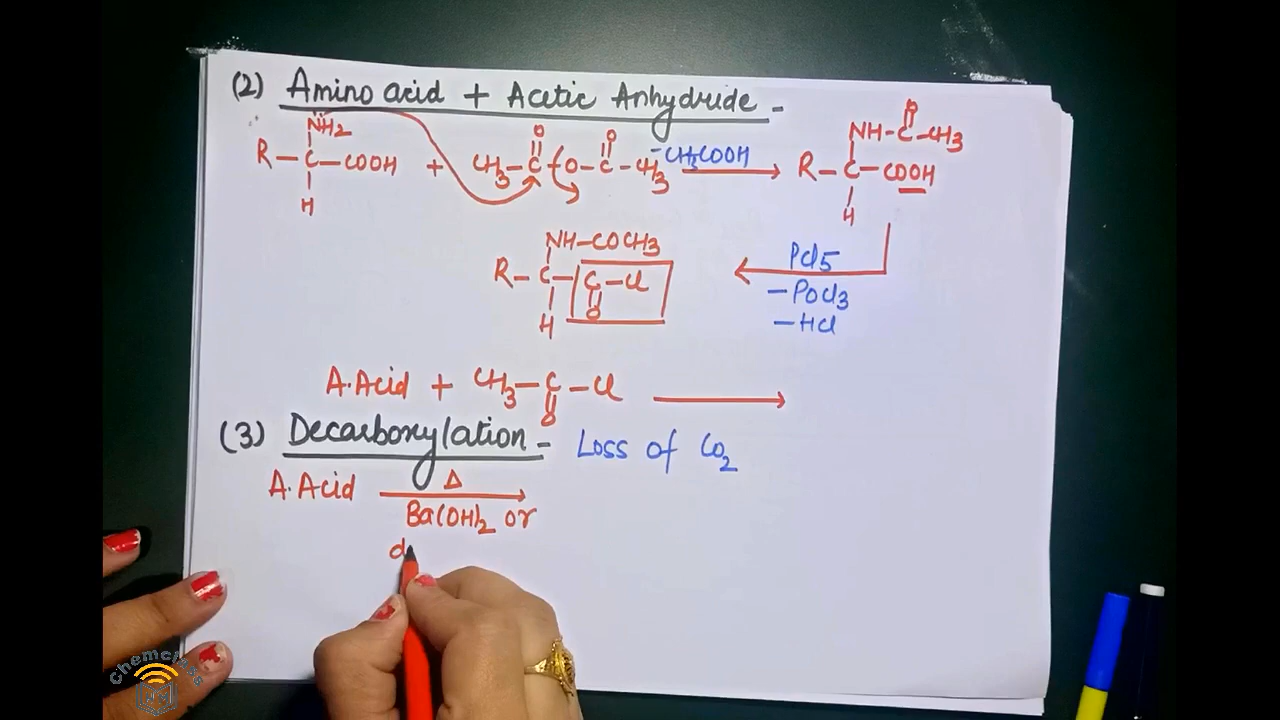 (2) Amino acid + Acetic Anhydride -
NH2 O O O
R - C - COOH + CH3 - C - O - C - CH3 -CH3COOH → NH - C - CH3
H R - C - COOH
H
NH - COCH3 PCl5
R - C - C - Cl ← -POCl3
H O -HCl
A.Acid + CH3 - C - Cl →
O
(3) Decarboxylation - Loss of CO2
A.Acid Δ →
Ba(OH)2 or
d
Chemclass